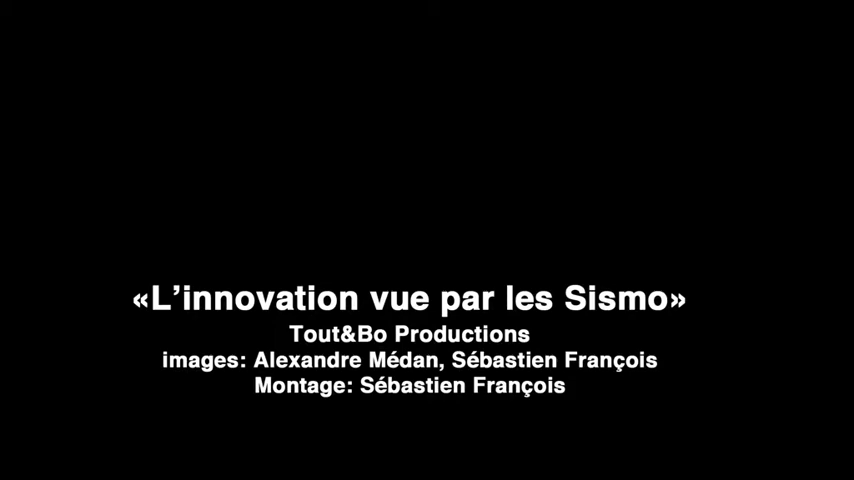 «L’innovation vue par les Sismo»
Tout&Bo Productions
images: Alexandre Médan, Sébastien François
Montage: Sébastien François